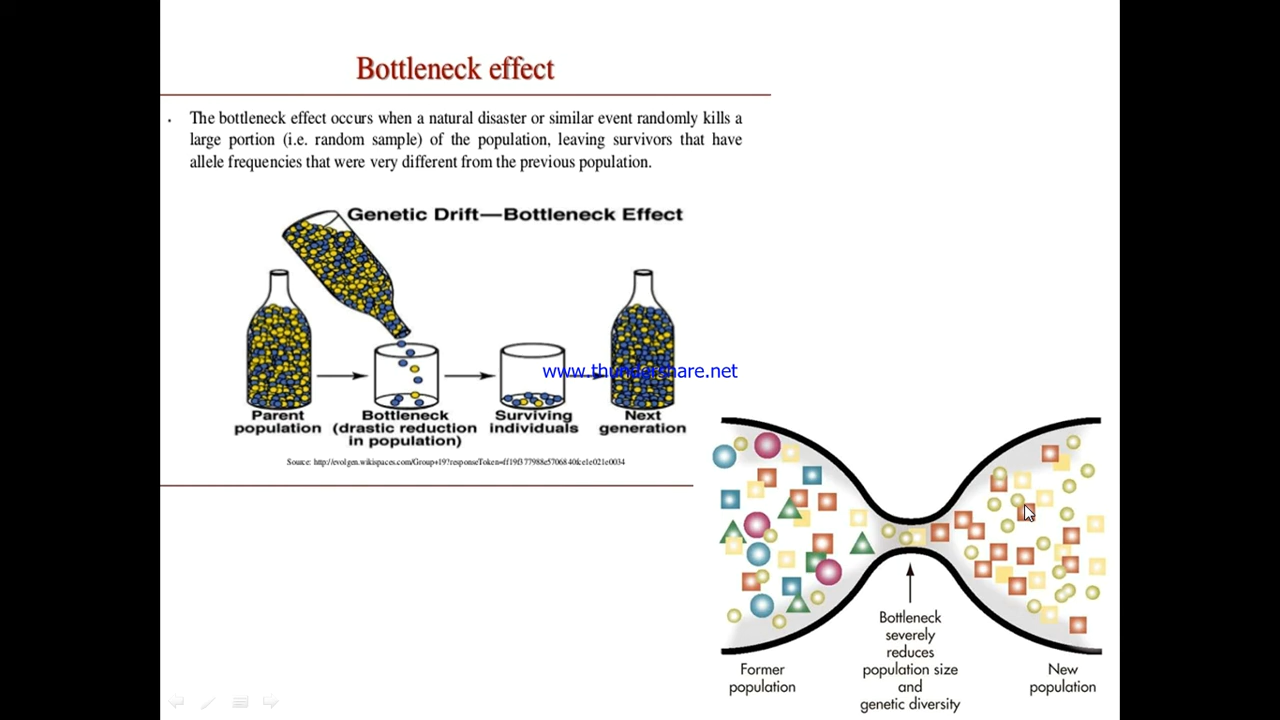 Bottleneck effect
• The bottleneck effect occurs when a natural disaster or similar event randomly kills a
large portion (i.e. random sample) of the population, leaving survivors that have
allele frequencies that were very different from the previous population.
Genetic Drift—Bottleneck Effect
www.thundershare.net
Parent
population
Bottleneck
(drastic reduction
in population)
Surviving
individuals
Next
generation
Former
population
Bottleneck
severely
reduces
population size
and
genetic diversity
New
population